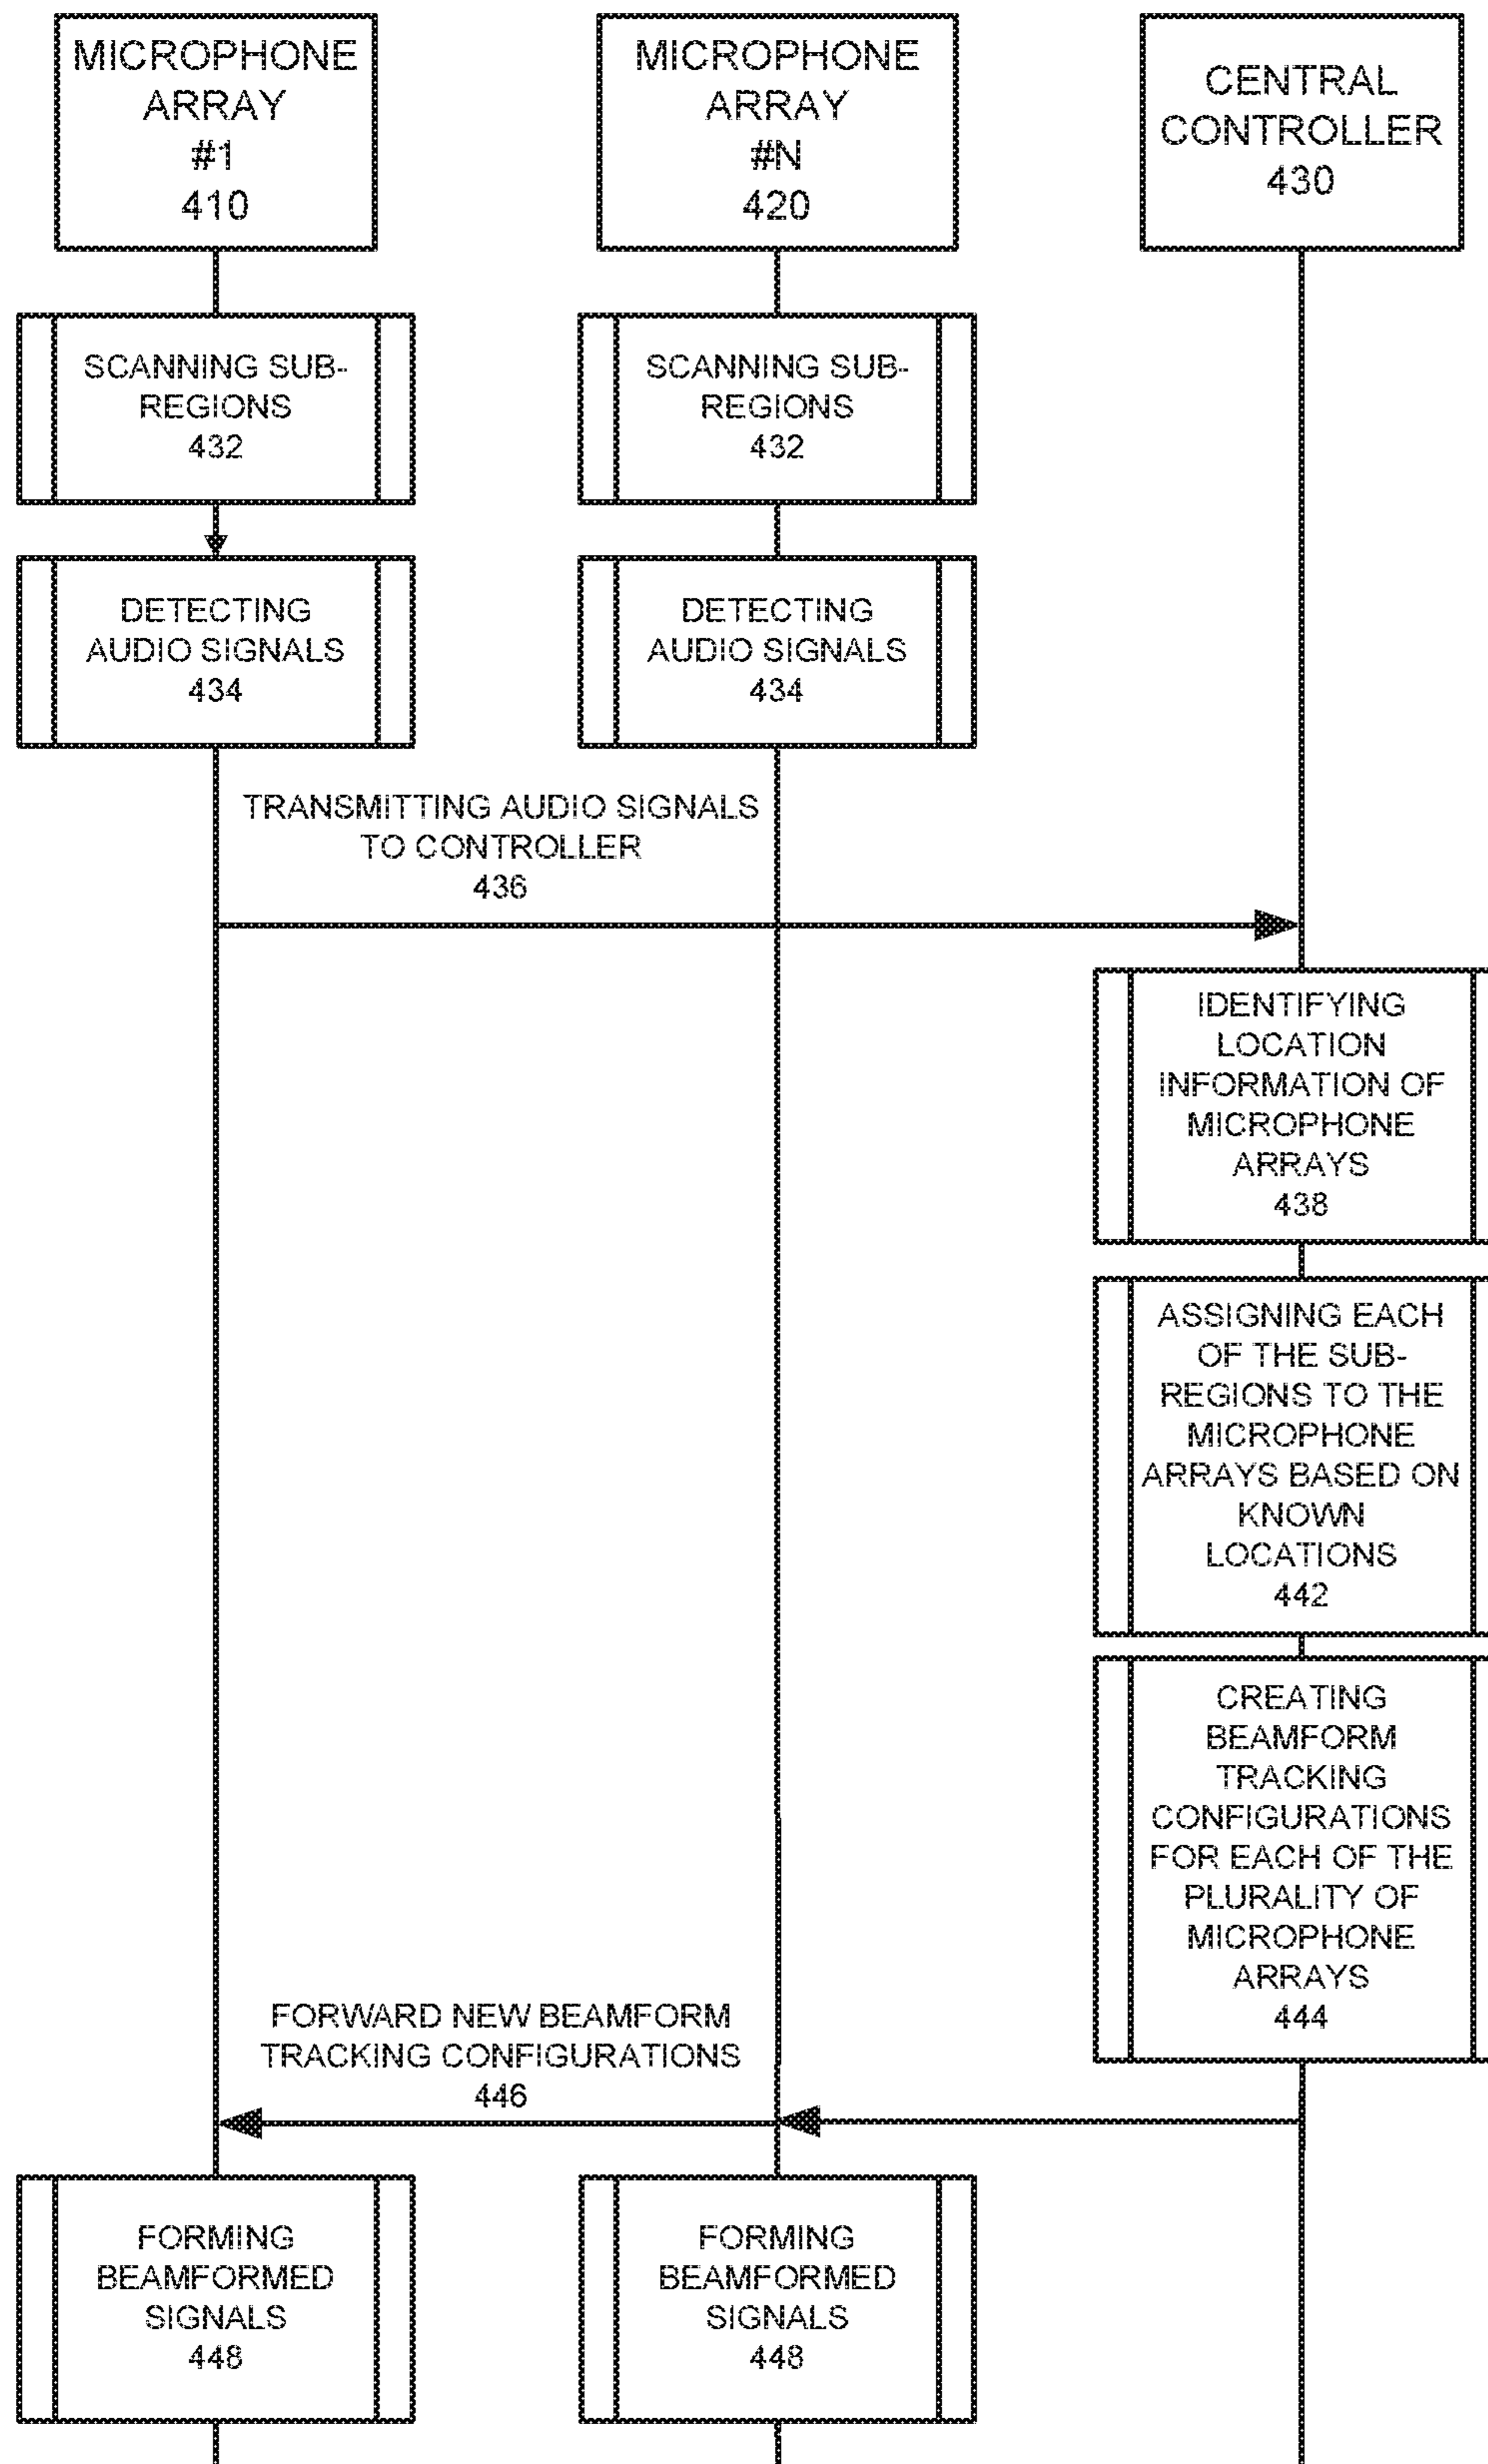 MICROPHONE
ARRAY
#1
410
MICROPHONE
ARRAY
#N
420
CENTRAL
CONTROLLER
430
SCANNING SUB-
REGIONS
432
SCANNING SUB-
REGIONS
432
DETECTING
AUDIO SIGNALS
434
DETECTING
AUDIO SIGNALS
434
TRANSMITTING AUDIO SIGNALS
TO CONTROLLER
436
IDENTIFYING
LOCATION
INFORMATION OF
MICROPHONE
ARRAYS
438
ASSIGNING EACH
OF THE SUB-
REGIONS TO THE
MICROPHONE
ARRAYS BASED ON
KNOWN
LOCATIONS
442
CREATING
BEAMFORM
TRACKING
CONFIGURATIONS
FOR EACH OF THE
PLURALITY OF
MICROPHONE
ARRAYS
444
FORWARD NEW BEAMFORM
TRACKING CONFIGURATIONS
446
FORMING
BEAMFORMED
SIGNALS
448
FORMING
BEAMFORMED
SIGNALS
448